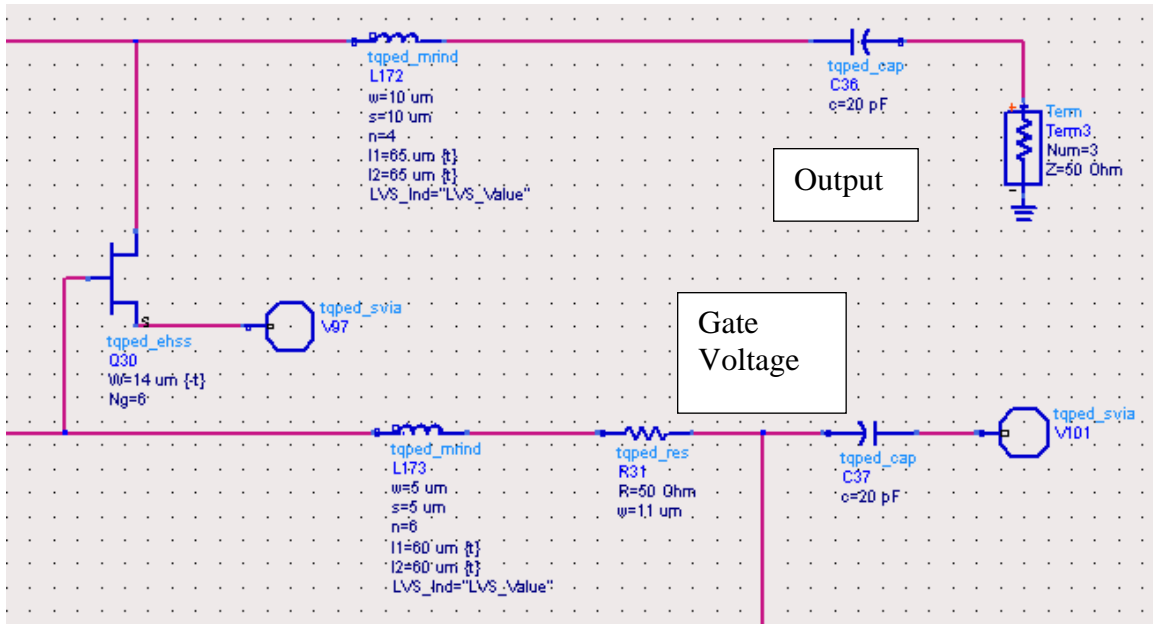 tqped_mrind
L172
w=10 um
s=10 um
n=4
l1=65 um {t}
l2=65 um {t}
LVS_Ind="LVS_Value"
tqped_cap
C36
c=20 pF
+
Term
Term3
Num=3
Z=50 Ohm
-
Output
s
tqped_ehss
Q30
W=14 um {-t}
Ng=6
tqped_svia
V97
Gate
Voltage
tqped_mrind
L173
w=5 um
s=5 um
n=6
l1=60 um {t}
l2=60 um {t}
LVS_Ind="LVS_Value"
tqped_res
R31
R=50 Ohm
w=1.1 um
tqped_cap
C37
c=20 pF
tqped_svia
V101